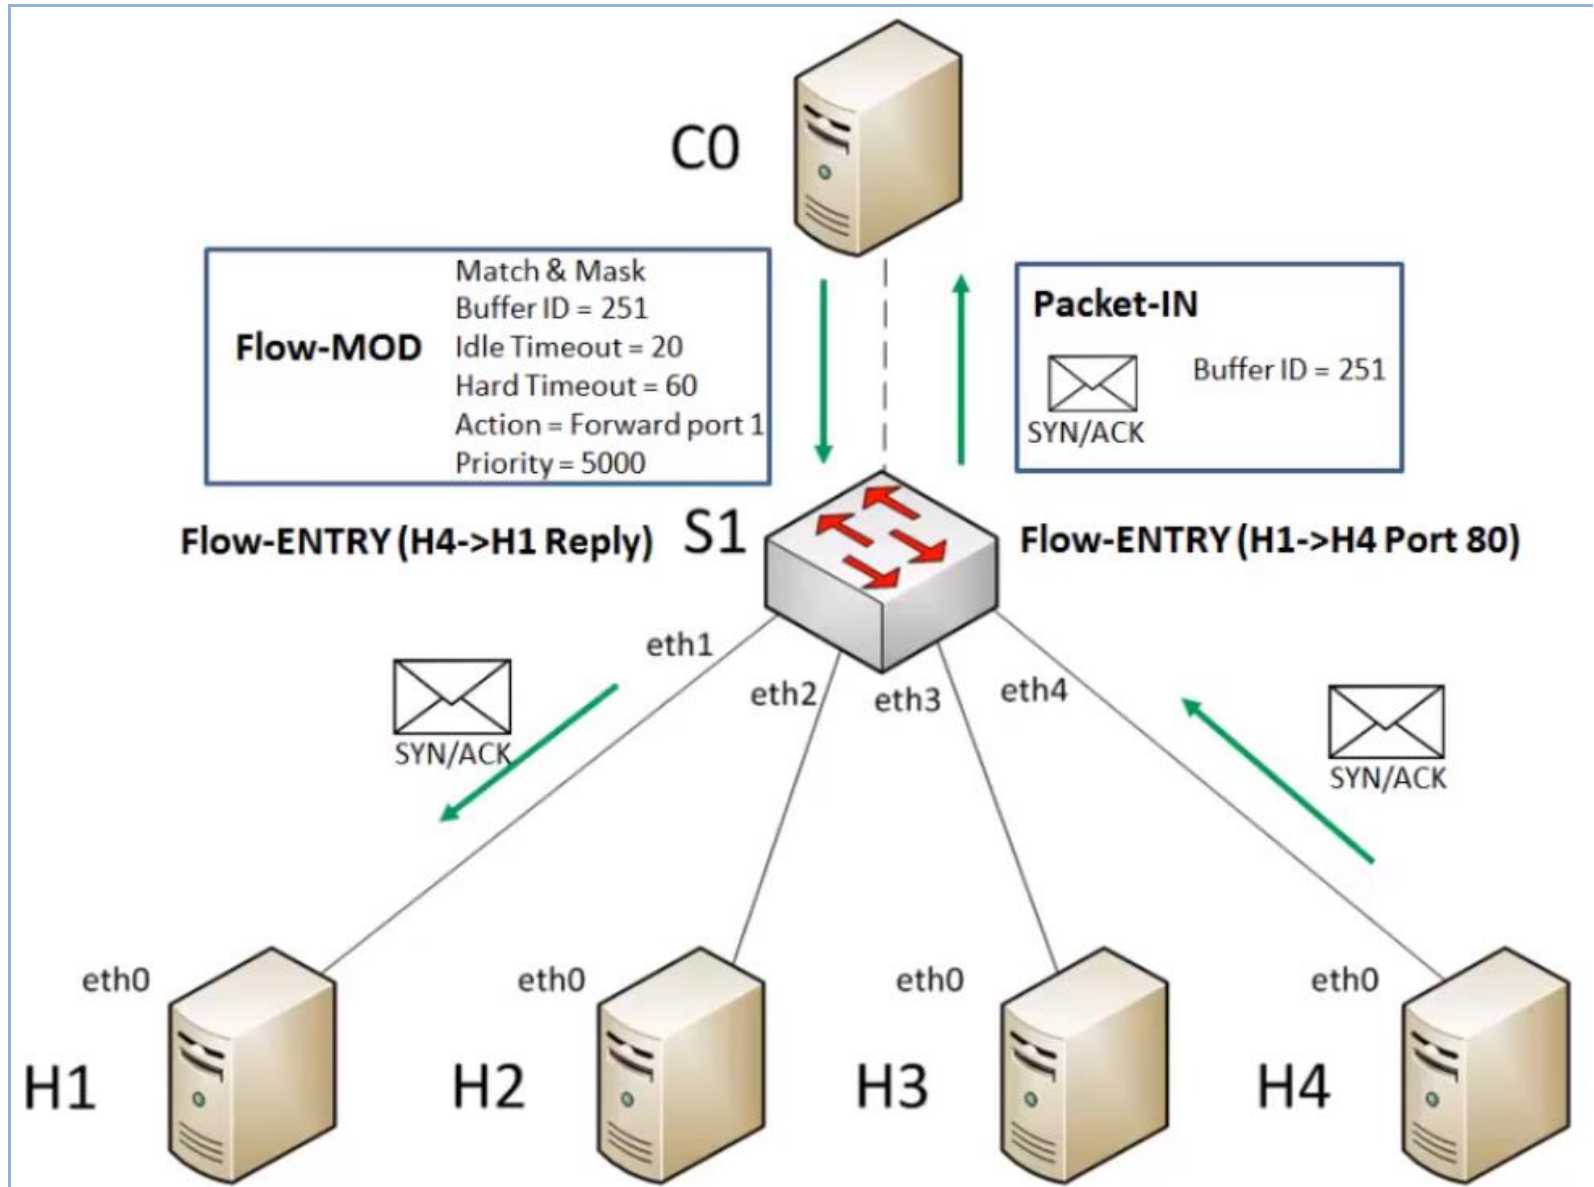 C0
Match & Mask
Buffer ID = 251
Flow-MOD
Idle Timeout = 20
Hard Timeout = 60
Action = Forward port 1
Priority = 5000
Packet-IN
Buffer ID = 251
SYN/ACK
Flow-ENTRY (H4->H1 Reply)
S1
Flow-ENTRY (H1->H4 Port 80)
eth1
eth2
eth3
eth4
SYN/ACK
SYN/ACK
eth0
eth0
eth0
eth0
H1
H2
H3
H4